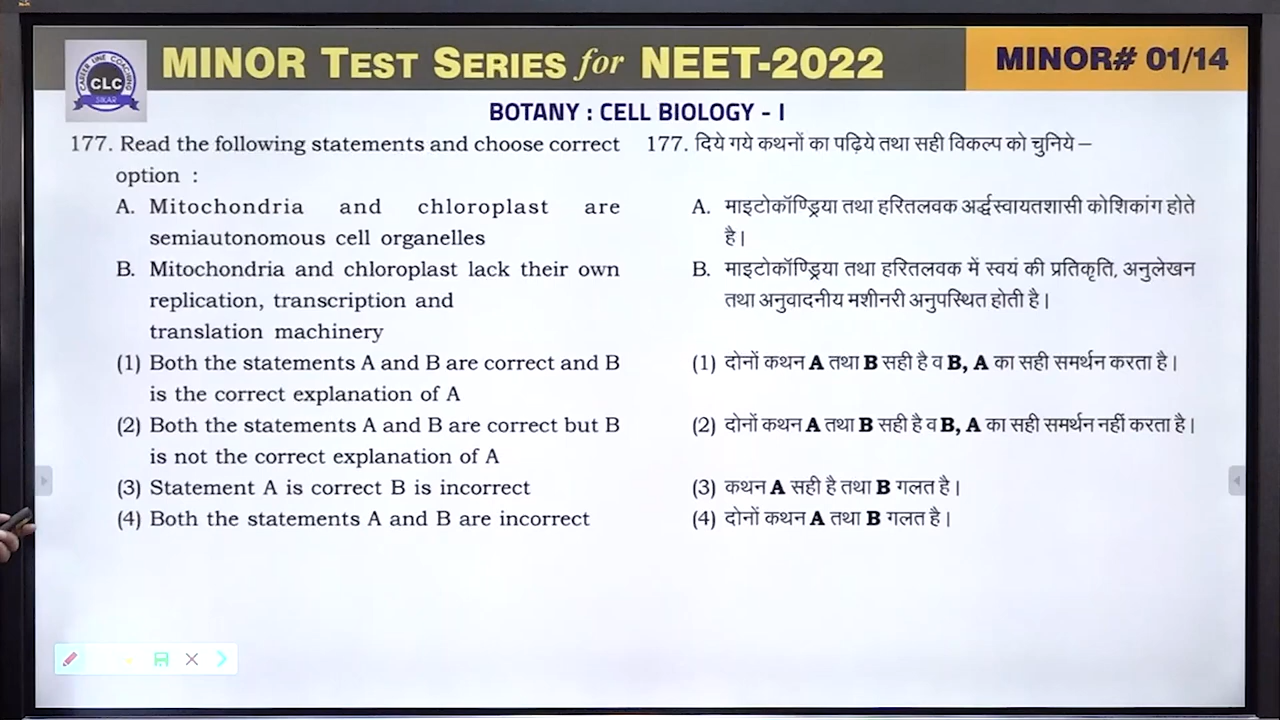 CAREER LINE COACHING
CLC
SIKAR
MINOR TEST SERIES for NEET-2022
MINOR# 01/14
BOTANY : CELL BIOLOGY - I
177. Read the following statements and choose correct
option :
A. Mitochondria and chloroplast are
semiautonomous cell organelles
B. Mitochondria and chloroplast lack their own
replication, transcription and
translation machinery
(1) Both the statements A and B are correct and B
is the correct explanation of A
(2) Both the statements A and B are correct but B
is not the correct explanation of A
(3) Statement A is correct B is incorrect
(4) Both the statements A and B are incorrect
177. दिये गये कथनों का पढ़िये तथा सही विकल्प को चुनिये –
A. माइटोकॉण्ड्रिया तथा हरितलवक अर्द्धस्वायतशासी कोशिकांग होते
है।
B. माइटोकॉण्ड्रिया तथा हरितलवक में स्वयं की प्रतिकृति, अनुलेखन
तथा अनुवादनीय मशीनरी अनुपस्थित होती है।
(1) दोनों कथन A तथा B सही है व B, A का सही समर्थन करता है।
(2) दोनों कथन A तथा B सही है व B, A का सही समर्थन नहीं करता है।
(3) कथन A सही है तथा B गलत है।
(4) दोनों कथन A तथा B गलत है।